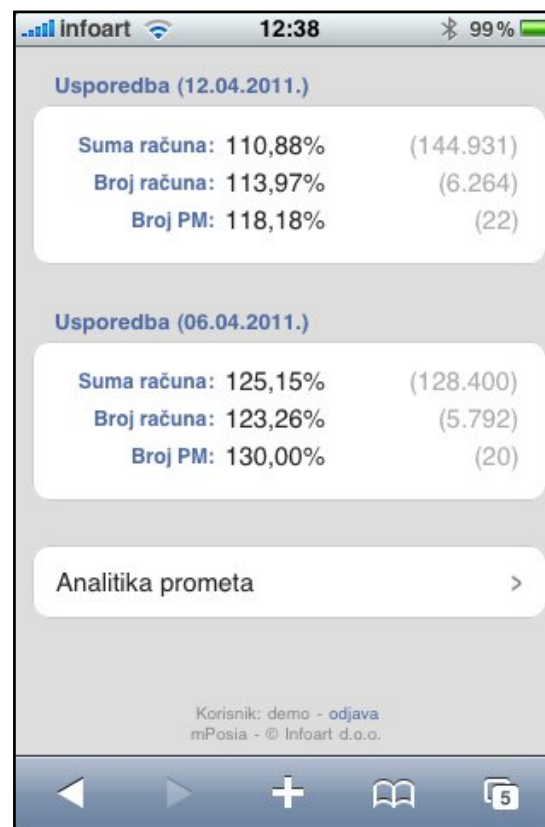 infoart 12:38 99%
Usporedba (12.04.2011.)
Suma računa: 110,88% (144.931)
Broj računa: 113,97% (6.264)
Broj PM: 118,18% (22)
Usporedba (06.04.2011.)
Suma računa: 125,15% (128.400)
Broj računa: 123,26% (5.792)
Broj PM: 130,00% (20)
Analitika prometa >
Korisnik: demo - odjava
mPosia - © Infoart d.o.o.
5